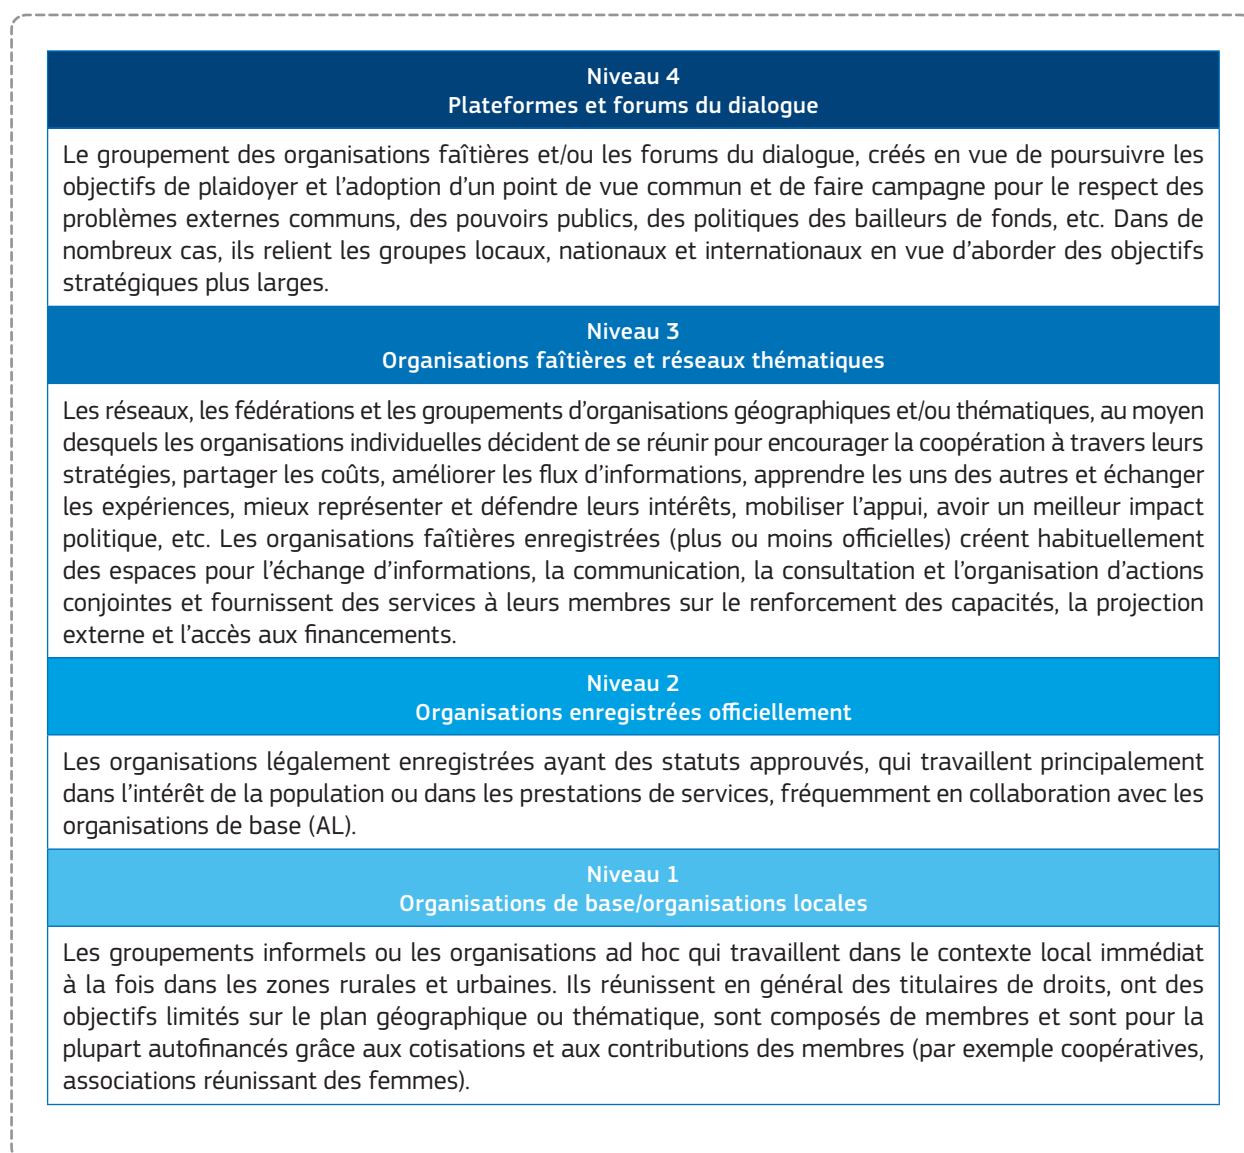 Niveau 4
Plateformes et forums du dialogue
Le groupement des organisations faîtières et/ou les forums du dialogue, créés en vue de poursuivre les
objectifs de plaidoyer et l’adoption d’un point de vue commun et de faire campagne pour le respect des
problèmes externes communs, des pouvoirs publics, des politiques des bailleurs de fonds, etc. Dans de
nombreux cas, ils relient les groupes locaux, nationaux et internationaux en vue d’aborder des objectifs
stratégiques plus larges.
Niveau 3
Organisations faîtières et réseaux thématiques
Les réseaux, les fédérations et les groupements d’organisations géographiques et/ou thématiques, au moyen
desquels les organisations individuelles décident de se réunir pour encourager la coopération à travers leurs
stratégies, partager les coûts, améliorer les flux d’informations, apprendre les uns des autres et échanger
les expériences, mieux représenter et défendre leurs intérêts, mobiliser l’appui, avoir un meilleur impact
politique, etc. Les organisations faîtières enregistrées (plus ou moins officielles) créent habituellement
des espaces pour l’échange d’informations, la communication, la consultation et l’organisation d’actions
conjointes et fournissent des services à leurs membres sur le renforcement des capacités, la projection
externe et l’accès aux financements.
Niveau 2
Organisations enregistrées officiellement
Les organisations légalement enregistrées ayant des statuts approuvés, qui travaillent principalement
dans l’intérêt de la population ou dans les prestations de services, fréquemment en collaboration avec les
organisations de base (AL).
Niveau 1
Organisations de base/organisations locales
Les groupements informels ou les organisations ad hoc qui travaillent dans le contexte local immédiat
à la fois dans les zones rurales et urbaines. Ils réunissent en général des titulaires de droits, ont des
objectifs limités sur le plan géographique ou thématique, sont composés de membres et sont pour la
plupart autofinancés grâce aux cotisations et aux contributions des membres (par exemple coopératives,
associations réunissant des femmes).